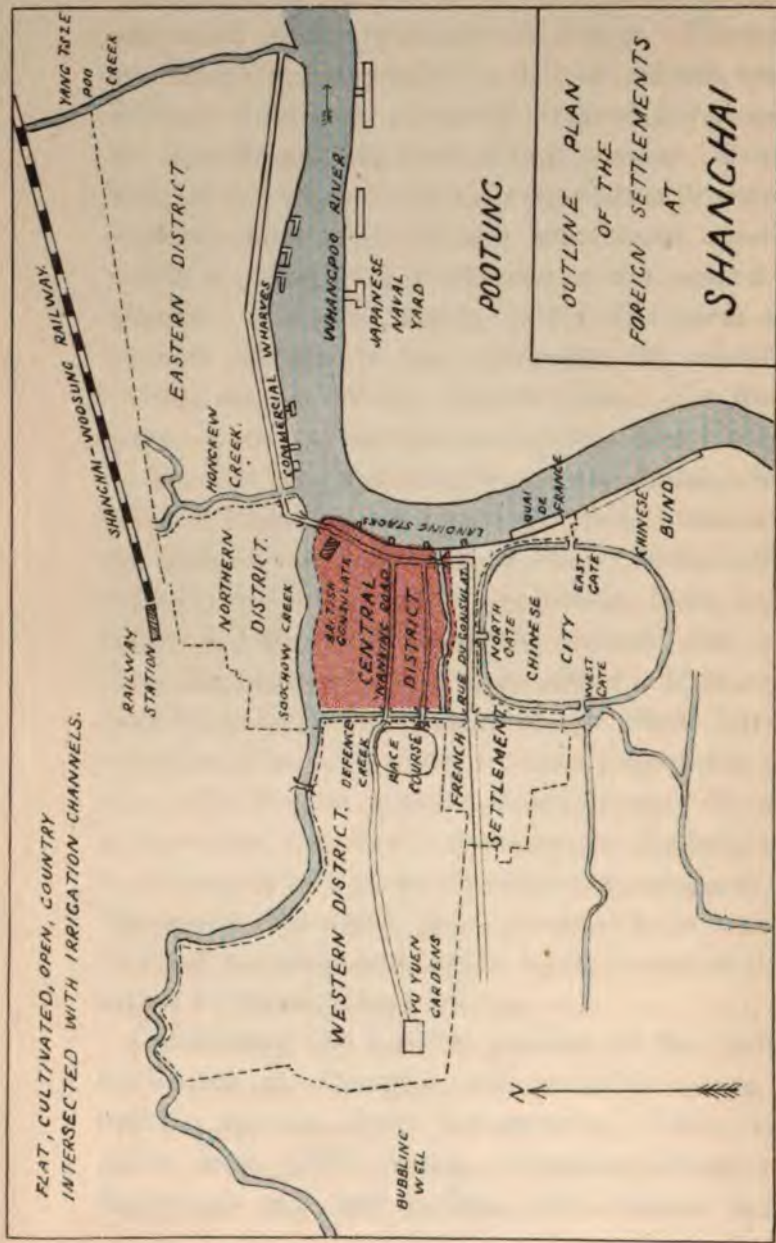 FLAT, CULTIVATED, OPEN, COUNTRY
INTERSECTED WITH IRRIGATION CHANNELS.
RAILWAY
STATION
SHANGHAI-WOOSUNG RAILWAY.
YANG TSZE
POO
CREEK
EASTERN DISTRICT
HONGKEW
CREEK.
NORTHERN
DISTRICT.
SOOCHOW CREEK
COMMERCIAL WHARVES
WHANGPOO RIVER
JAPANESE
NAVAL
YARD
POOTUNG
BRITISH
CONSULATE
CENTRAL
NANKING ROAD
DISTRICT
LANDING STAGES
DEFENCE
CREEK
RACE
COURSE
WESTERN DISTRICT.
YU YUEN
GARDENS
BUBBLING
WELL
RUE DU CONSULAT
FRENCH
SETTLEMENT
QUAI
DE
FRANCE
NORTH
GATE
CHINESE
CITY
EAST
GATE
WEST
GATE
CHINESE
BUND
N
OUTLINE PLAN
OF THE
FOREIGN SETTLEMENTS
AT
SHANGHAI